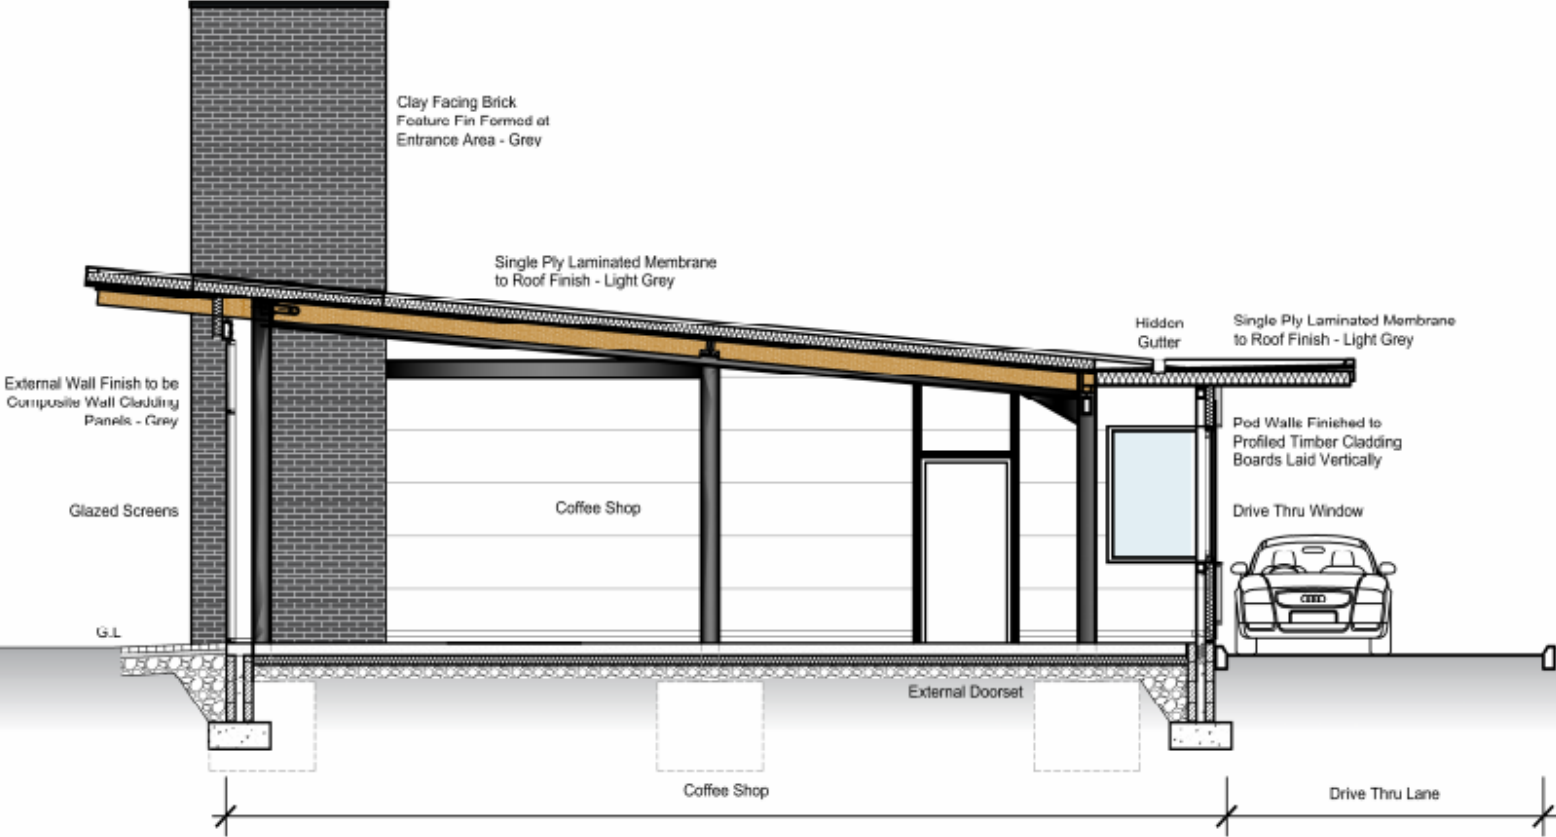 Clay Facing Brick
Feature Fin Formed at
Entrance Area - Grey
Single Ply Laminated Membrane
to Roof Finish - Light Grey
Hidden
Gutter
Single Ply Laminated Membrane
to Roof Finish - Light Grey
External Wall Finish to be
Composite Wall Cladding
Panels - Grey
Pod Walls Finished to
Profiled Timber Cladding
Boards Laid Vertically
Glazed Screens
Coffee Shop
Drive Thru Window
G.L
External Doorset
Coffee Shop
Drive Thru Lane